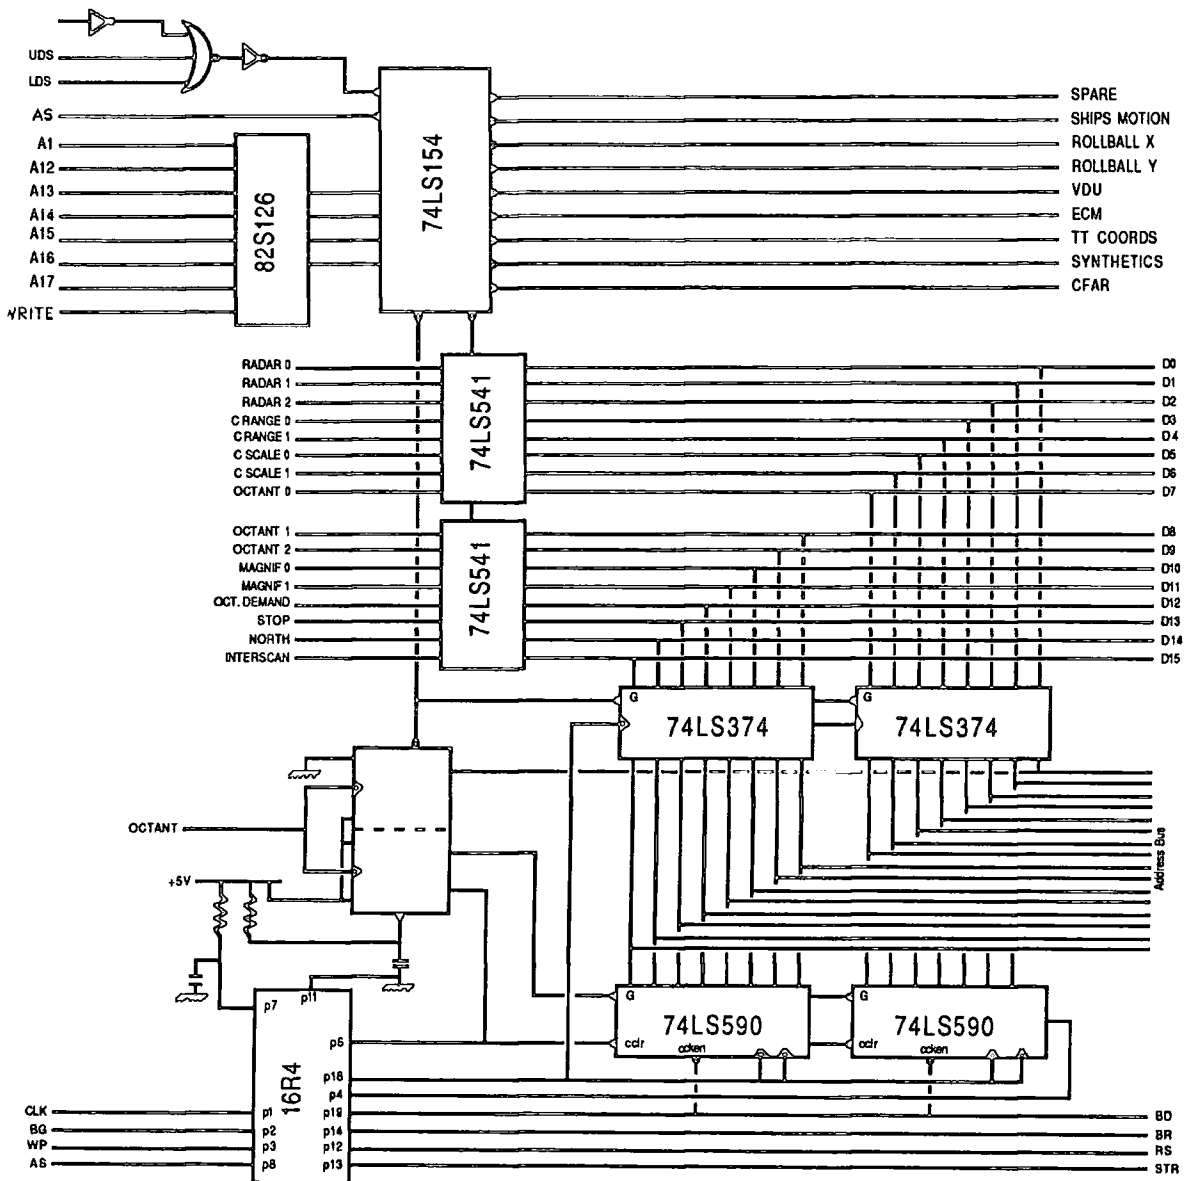 UDS
LDS
AS
A1
A12
A13
A14
A15
A16
A17
WRITE
82S126
74LS154
SPARE
SHIPS MOTION
ROLLBALL X
ROLLBALL Y
VDU
ECM
TT COORDS
SYNTHETICS
CFAR
RADAR 0
RADAR 1
RADAR 2
C RANGE 0
C RANGE 1
C SCALE 0
C SCALE 1
OCTANT 0
74LS541
D0
D1
D2
D3
D4
D5
D6
D7
OCTANT 1
OCTANT 2
MAGNIF 0
MAGNIF 1
OCT. DEMAND
STOP
NORTH
INTERSCAN
74LS541
D8
D9
D10
D11
D12
D13
D14
D15
G
74LS374
G
74LS374
OCTANT
+5V
Address Bus
G
74LS590
cclr
ccken
G
74LS590
cclr
ccken
p7
p11
p5
16R4
p18
p4
p19
p14
p12
p13
p1
p2
p3
p8
CLK
BG
WP
AS
BD
BR
RS
STR